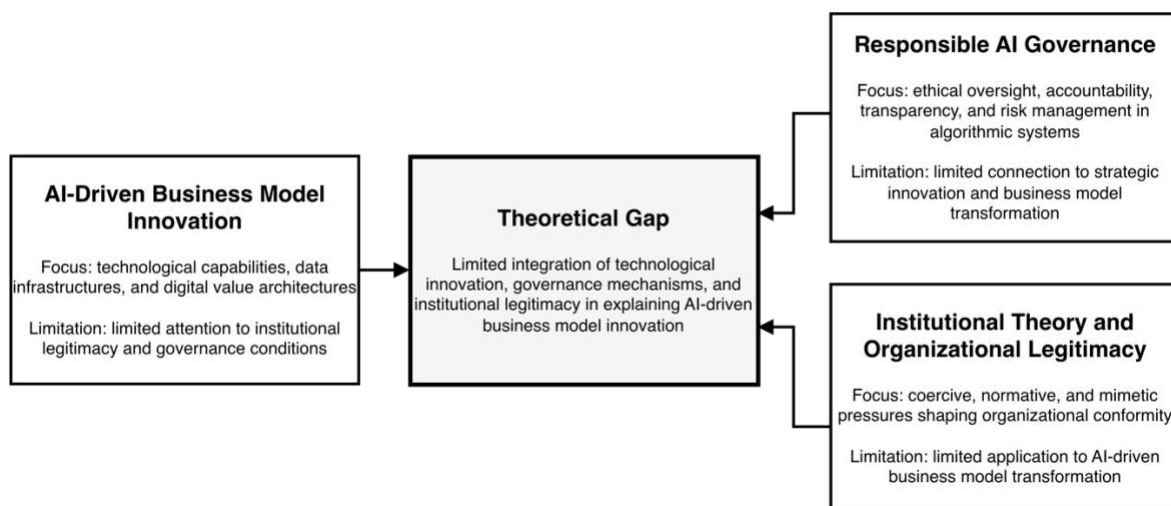 AI-Driven Business Model
Innovation
Focus: technological capabilities, data
infrastructures, and digital value architectures
Limitation: limited attention to institutional
legitimacy and governance conditions
Theoretical Gap
Limited integration of technological
innovation, governance mechanisms, and
institutional legitimacy in explaining AI-driven
business model innovation
Responsible AI Governance
Focus: ethical oversight, accountability,
transparency, and risk management in
algorithmic systems
Limitation: limited connection to strategic
innovation and business model
transformation
Institutional Theory and
Organizational Legitimacy
Focus: coercive, normative, and mimetic
pressures shaping organizational conformity
Limitation: limited application to AI-driven
business model transformation